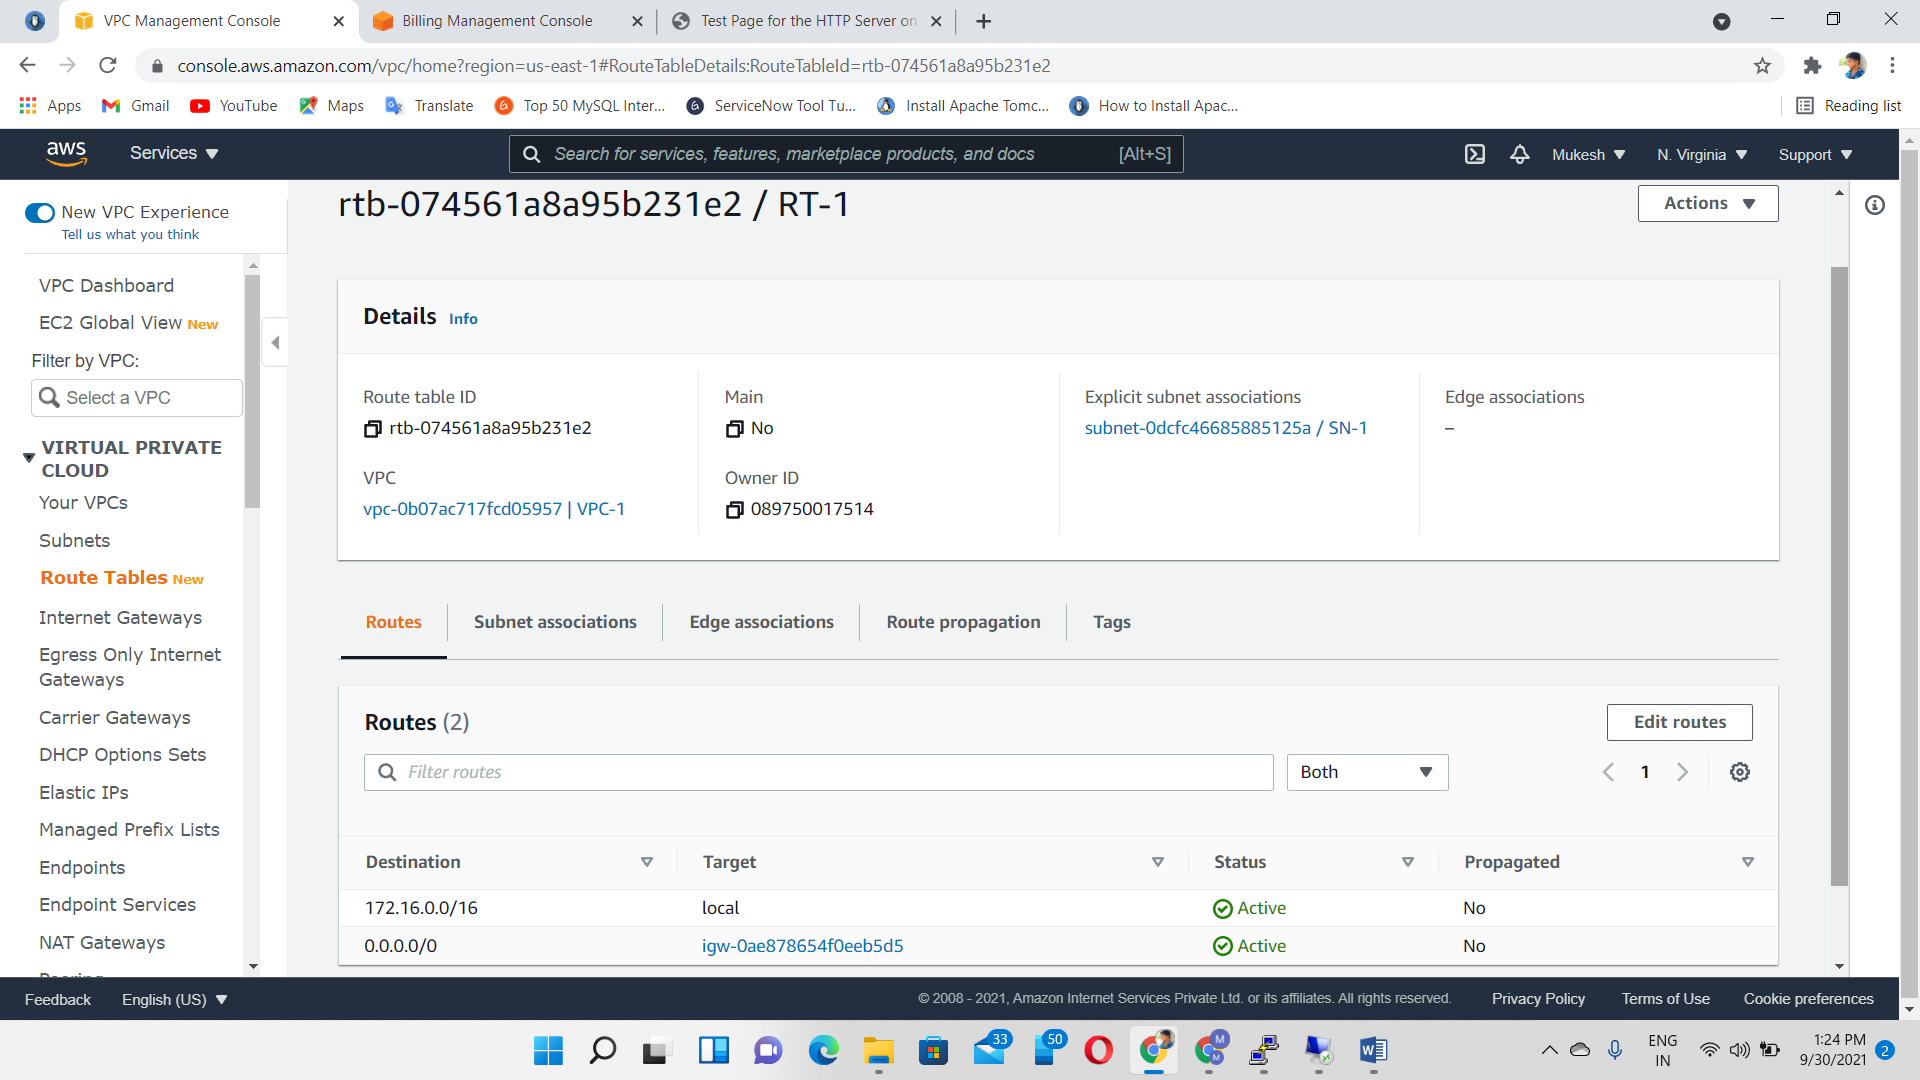 VPC Management Console
Billing Management Console
Test Page for the HTTP Server on
console.aws.amazon.com/vpc/home?region=us-east-1#RouteTableDetails:RouteTableId=rtb-074561a8a95b231e2
Apps
Gmail
YouTube
Maps
Translate
Top 50 MySQL Inter...
ServiceNow Tool Tu...
Install Apache Tomc...
How to Install Apac...
Reading list
aws
Services
Search for services, features, marketplace products, and docs
[Alt+S]
Mukesh
N. Virginia
Support
New VPC Experience
Tell us what you think
VPC Dashboard
EC2 Global View New
Filter by VPC:
Select a VPC
VIRTUAL PRIVATE
CLOUD
Your VPCs
Subnets
Route Tables New
Internet Gateways
Egress Only Internet
Gateways
Carrier Gateways
DHCP Options Sets
Elastic IPs
Managed Prefix Lists
Endpoints
Endpoint Services
NAT Gateways
rtb-074561a8a95b231e2 / RT-1
Actions
Details Info
Route table ID
rtb-074561a8a95b231e2
Main
No
Explicit subnet associations
subnet-0dcfc46685885125a / SN-1
Edge associations
–
VPC
vpc-0b07ac717fcd05957 | VPC-1
Owner ID
089750017514
Routes
Subnet associations
Edge associations
Route propagation
Tags
Routes (2)
Edit routes
Filter routes
Both
1
Destination
Target
Status
Propagated
172.16.0.0/16
local
Active
No
0.0.0.0/0
igw-0ae878654f0eeb5d5
Active
No
Feedback
English (US)
© 2008 - 2021, Amazon Internet Services Private Ltd. or its affiliates. All rights reserved.
Privacy Policy
Terms of Use
Cookie preferences
33
50
M
M
ENG
IN
1:24 PM
9/30/2021
2